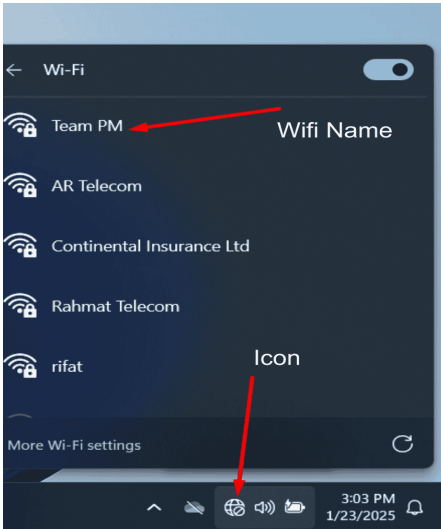 Wi-Fi
Team PM
Wifi Name
AR Telecom
Continental Insurance Ltd
Rahmat Telecom
Icon
rifat
More Wi-Fi settings
3:03 PM
1/23/2025